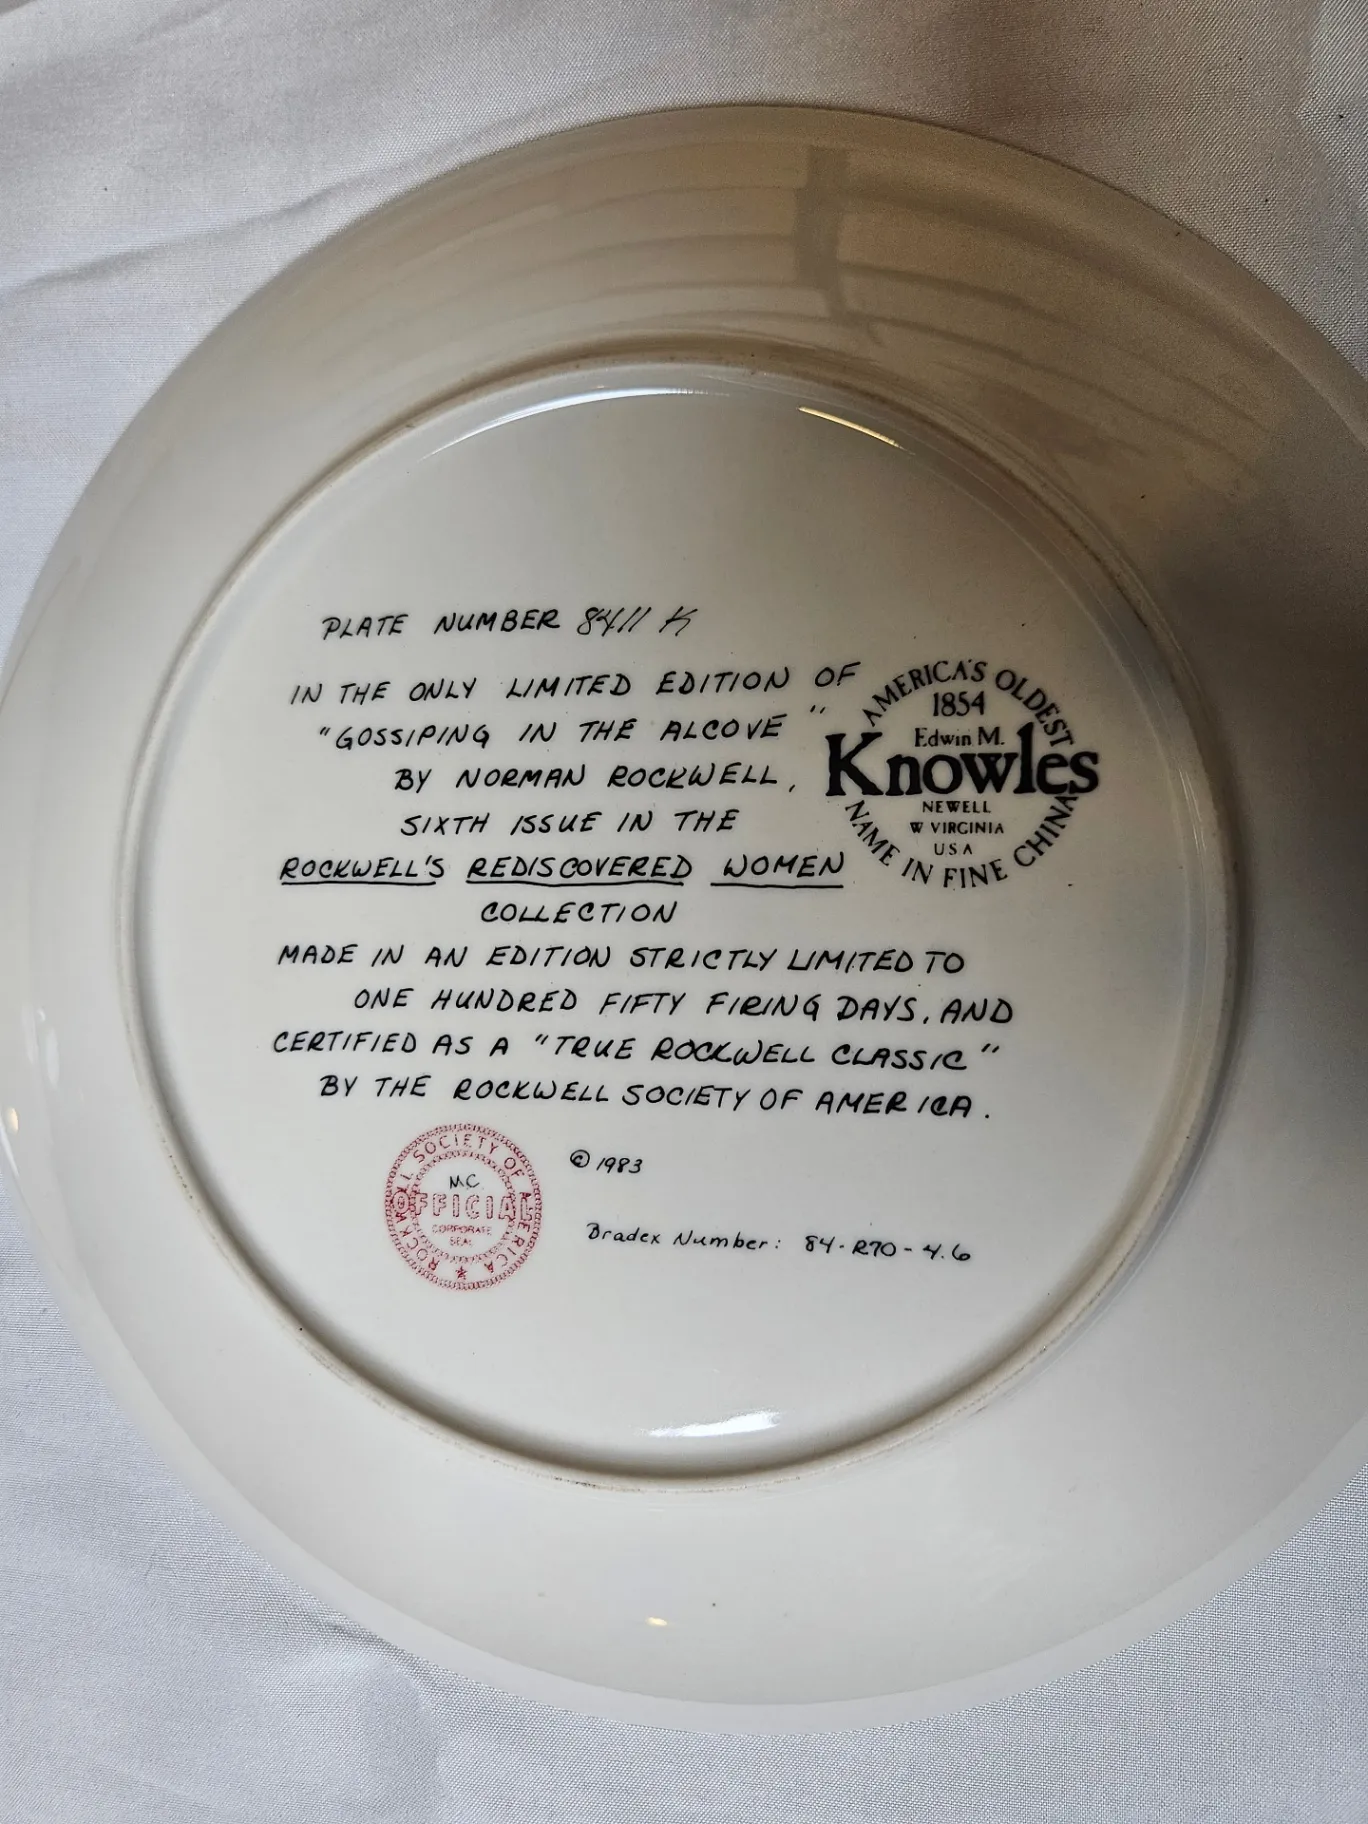 PLATE NUMBER 8411 K
IN THE ONLY LIMITED EDITION OF
"GOSSIPING IN THE ALCOVE"
BY NORMAN ROCKWELL,
SIXTH ISSUE IN THE
ROCKWELL'S REDISCOVERED WOMEN
COLLECTION
MADE IN AN EDITION STRICTLY LIMITED TO
ONE HUNDRED FIFTY FIRING DAYS, AND
CERTIFIED AS A "TRUE ROCKWELL CLASSIC"
BY THE ROCKWELL SOCIETY OF AMERICA.
AMERICA'S OLDEST
1854
Edwin M.
Knowles
NEWELL
W VIRGINIA
USA
NAME IN FINE CHINA
ROCKWELL SOCIETY OF AMERICA
M.C.
OFFICIAL
CORPORATE
SEAL
© 1983
Bradex Number: 84-R70-4.6